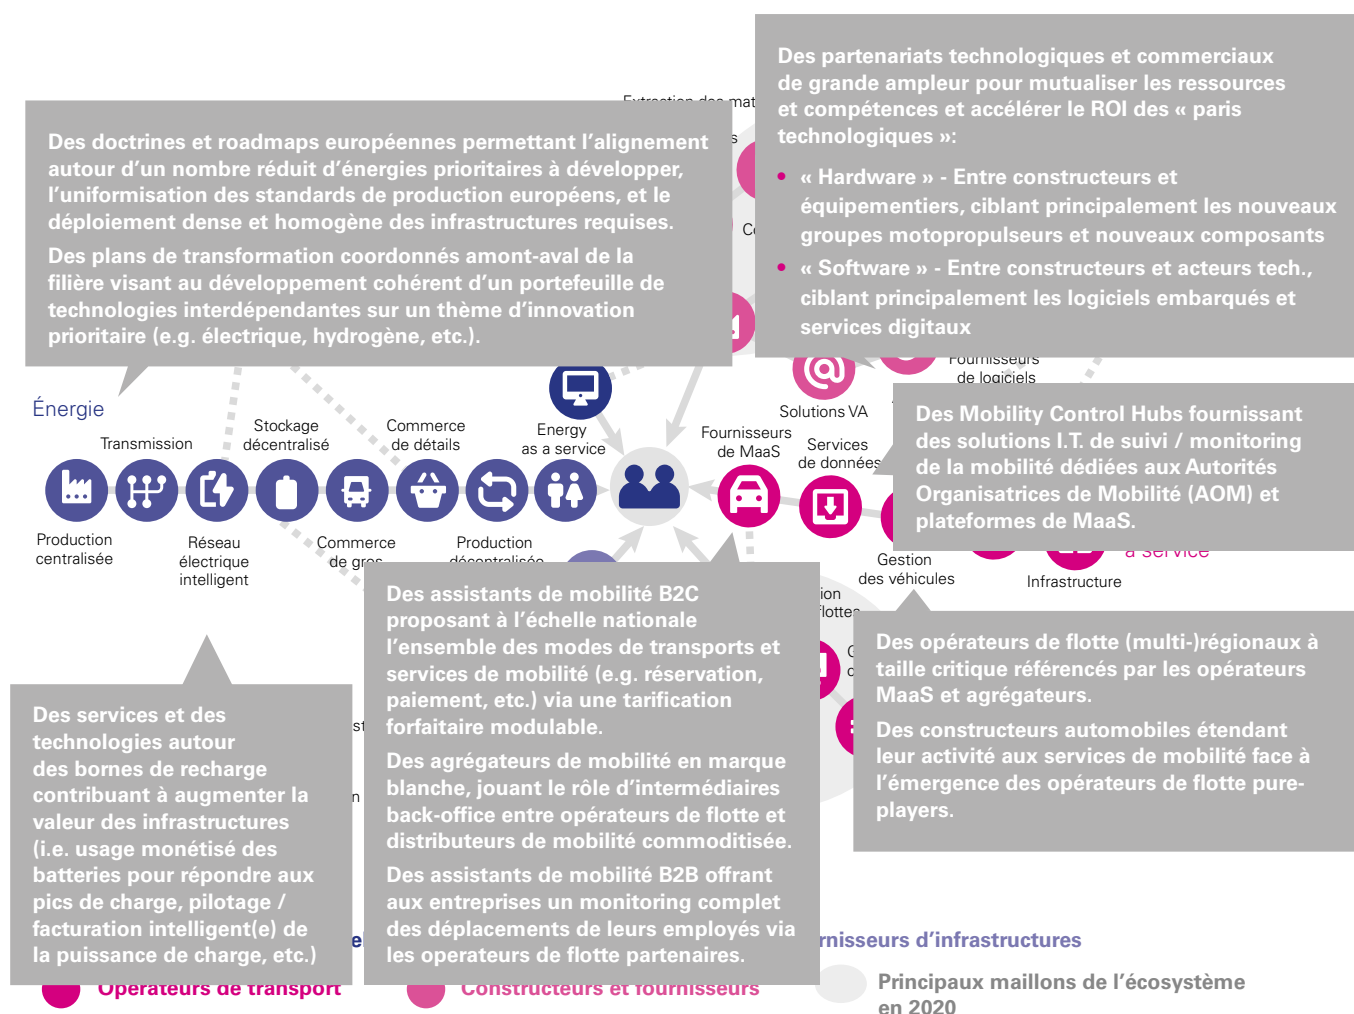 Des partenariats technologiques et commerciaux
de grande ampleur pour mutualiser les ressources
et compétences et accélérer le ROI des « paris
technologiques »:
• « Hardware » - Entre constructeurs et
équipementiers, ciblant principalement les nouveaux
groupes motopropulseurs et nouveaux composants
• « Software » - Entre constructeurs et acteurs tech.,
ciblant principalement les logiciels embarqués et
services digitaux
Des doctrines et roadmaps européennes permettant l’alignement
autour d’un nombre réduit d’énergies prioritaires à développer,
l’uniformisation des standards de production européens, et le
déploiement dense et homogène des infrastructures requises.
Des plans de transformation coordonnés amont-aval de la
filière visant au développement cohérent d’un portefeuille de
technologies interdépendantes sur un thème d’innovation
prioritaire (e.g. électrique, hydrogène, etc.).
Fournisseurs
de logiciels
Solutions VA
Énergie
Transmission
Stockage
décentralisé
Commerce
de détails
Energy
as a service
Fournisseurs
de MaaS
Services
de données
Production
centralisée
Réseau
électrique
intelligent
Commerce
de gros
Production
décentralisée
Gestion
des véhicules
Infrastructure
à service
Des Mobility Control Hubs fournissant
des solutions I.T. de suivi / monitoring
de la mobilité dédiées aux Autorités
Organisatrices de Mobilité (AOM) et
plateformes de MaaS.
Des assistants de mobilité B2C
proposant à l’échelle nationale
l’ensemble des modes de transports et
services de mobilité (e.g. réservation,
paiement, etc.) via une tarification
forfaitaire modulable.
Des agrégateurs de mobilité en marque
blanche, jouant le rôle d’intermédiaires
back-office entre opérateurs de flotte et
distributeurs de mobilité commoditisée.
Des assistants de mobilité B2B offrant
aux entreprises un monitoring complet
des déplacements de leurs employés via
les operateurs de flotte partenaires.
flottes
Des opérateurs de flotte (multi-)régionaux à
taille critique référencés par les opérateurs
MaaS et agrégateurs.
Des constructeurs automobiles étendant
leur activité aux services de mobilité face à
l’émergence des opérateurs de flotte pure-
players.
Des services et des
technologies autour
des bornes de recharge
contribuant à augmenter la
valeur des infrastructures
(i.e. usage monétisé des
batteries pour répondre aux
pics de charge, pilotage /
facturation intelligent(e) de
la puissance de charge, etc.)
rnisseurs d’infrastructures
Opérateurs de transport
Constructeurs et fournisseurs
Principaux maillons de l’écosystème
en 2020